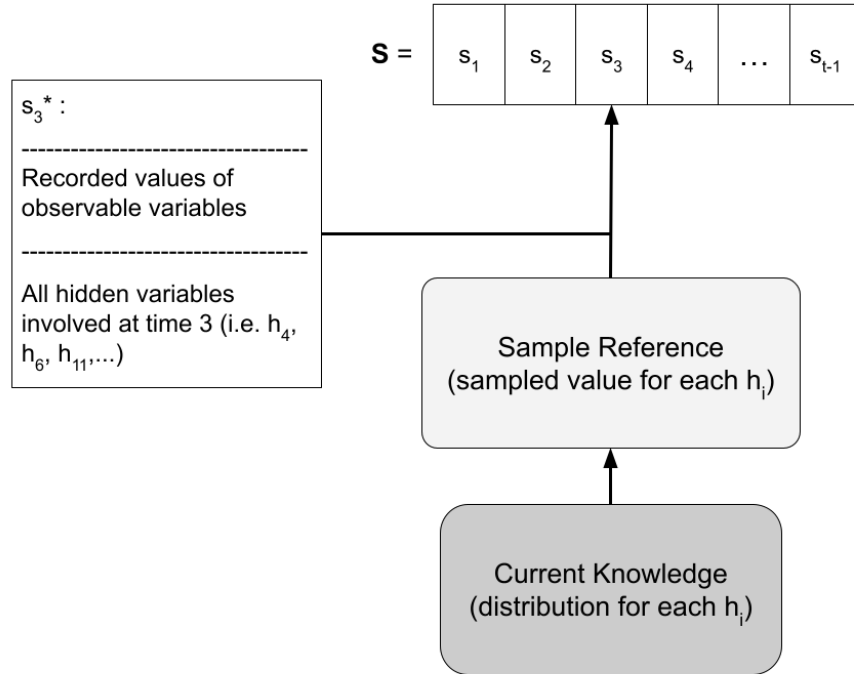 S = s₁ s₂ s₃ s₄ ... sₜ₋₁
s₃* :
-----------------------------------
Recorded values of
observable variables
-----------------------------------
All hidden variables
involved at time 3 (i.e. h₄,
h₆, h₁₁,...)
Sample Reference
(sampled value for each hᵢ)
Current Knowledge
(distribution for each hᵢ)